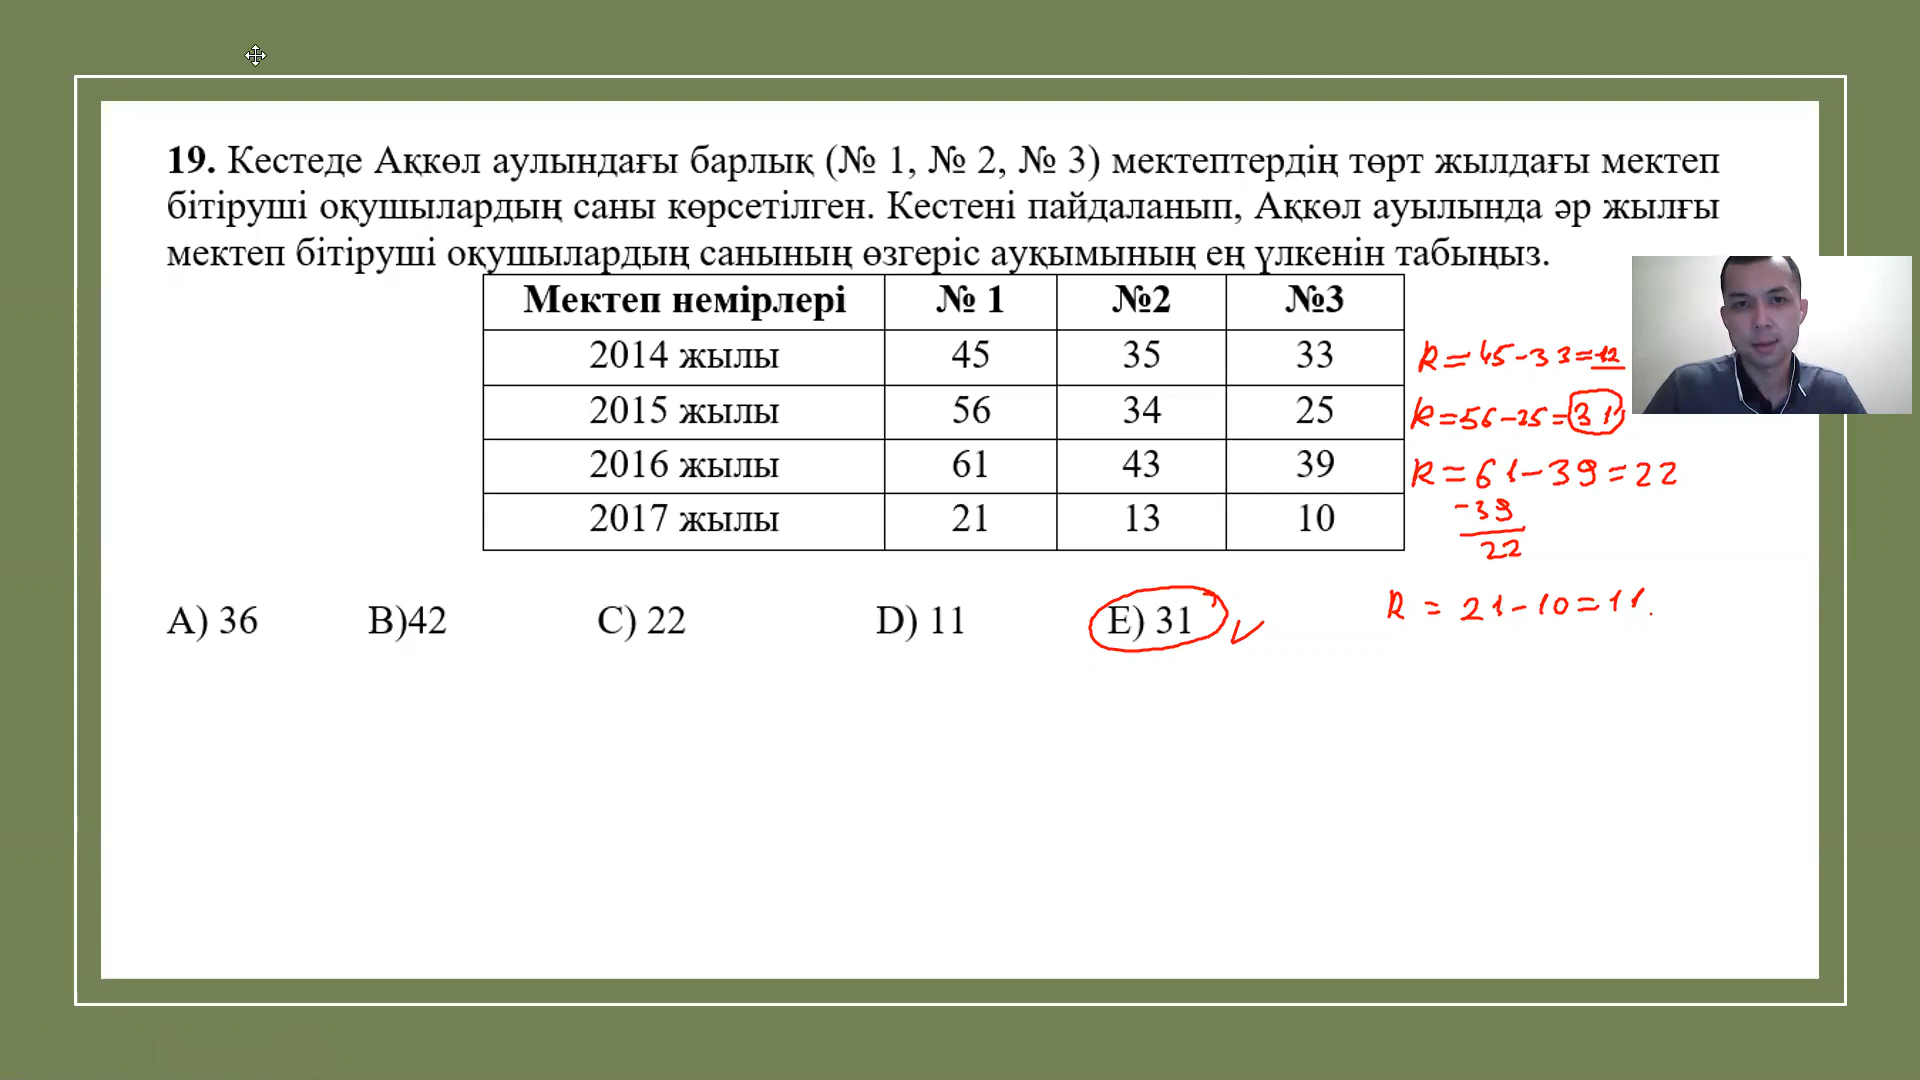 19. Кестеде Ақкөл аулындағы барлық (№ 1, № 2, № 3) мектептердің төрт жылдағы мектеп
бітіруші оқушылардың саны көрсетілген. Кестені пайдаланып, Ақкөл ауылында әр жылғы
мектеп бітіруші оқушылардың санының өзгеріс ауқымының ең үлкенін табыңыз.
Мектеп немірлері № 1 №2 №3
2014 жылы 45 35 33 R=45-33=12
2015 жылы 56 34 25 R=56-25=31
2016 жылы 61 43 39 R=61-39=22
-39
2017 жылы 21 13 10
22
A) 36 B)42 C) 22 D) 11 E) 31 R = 21-10=11.